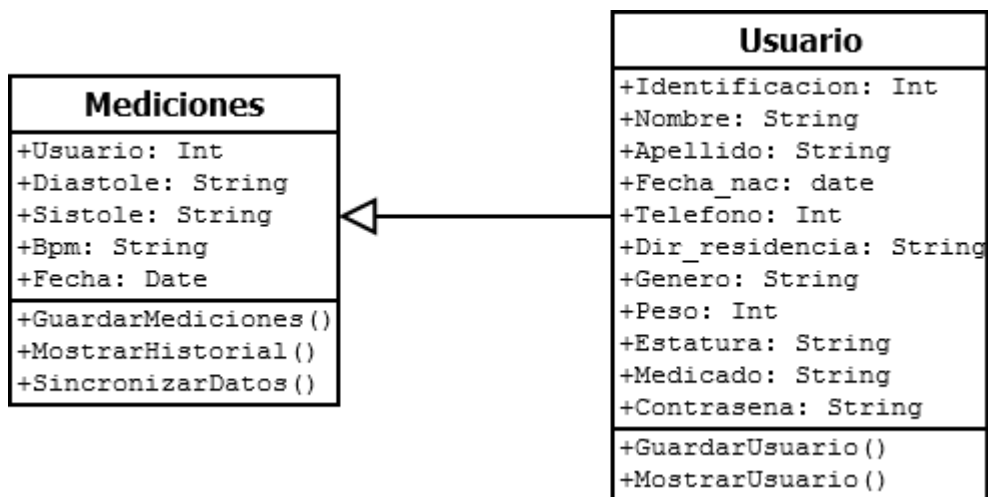 Mediciones
+Usuario: Int
+Diastole: String
+Sistole: String
+Bpm: String
+Fecha: Date
+GuardarMediciones()
+MostrarHistorial()
+SincronizarDatos()
Usuario
+Identificacion: Int
+Nombre: String
+Apellido: String
+Fecha_nac: date
+Telefono: Int
+Dir_residencia: String
+Genero: String
+Peso: Int
+Estatura: String
+Medicado: String
+Contrasena: String
+GuardarUsuario()
+MostrarUsuario()